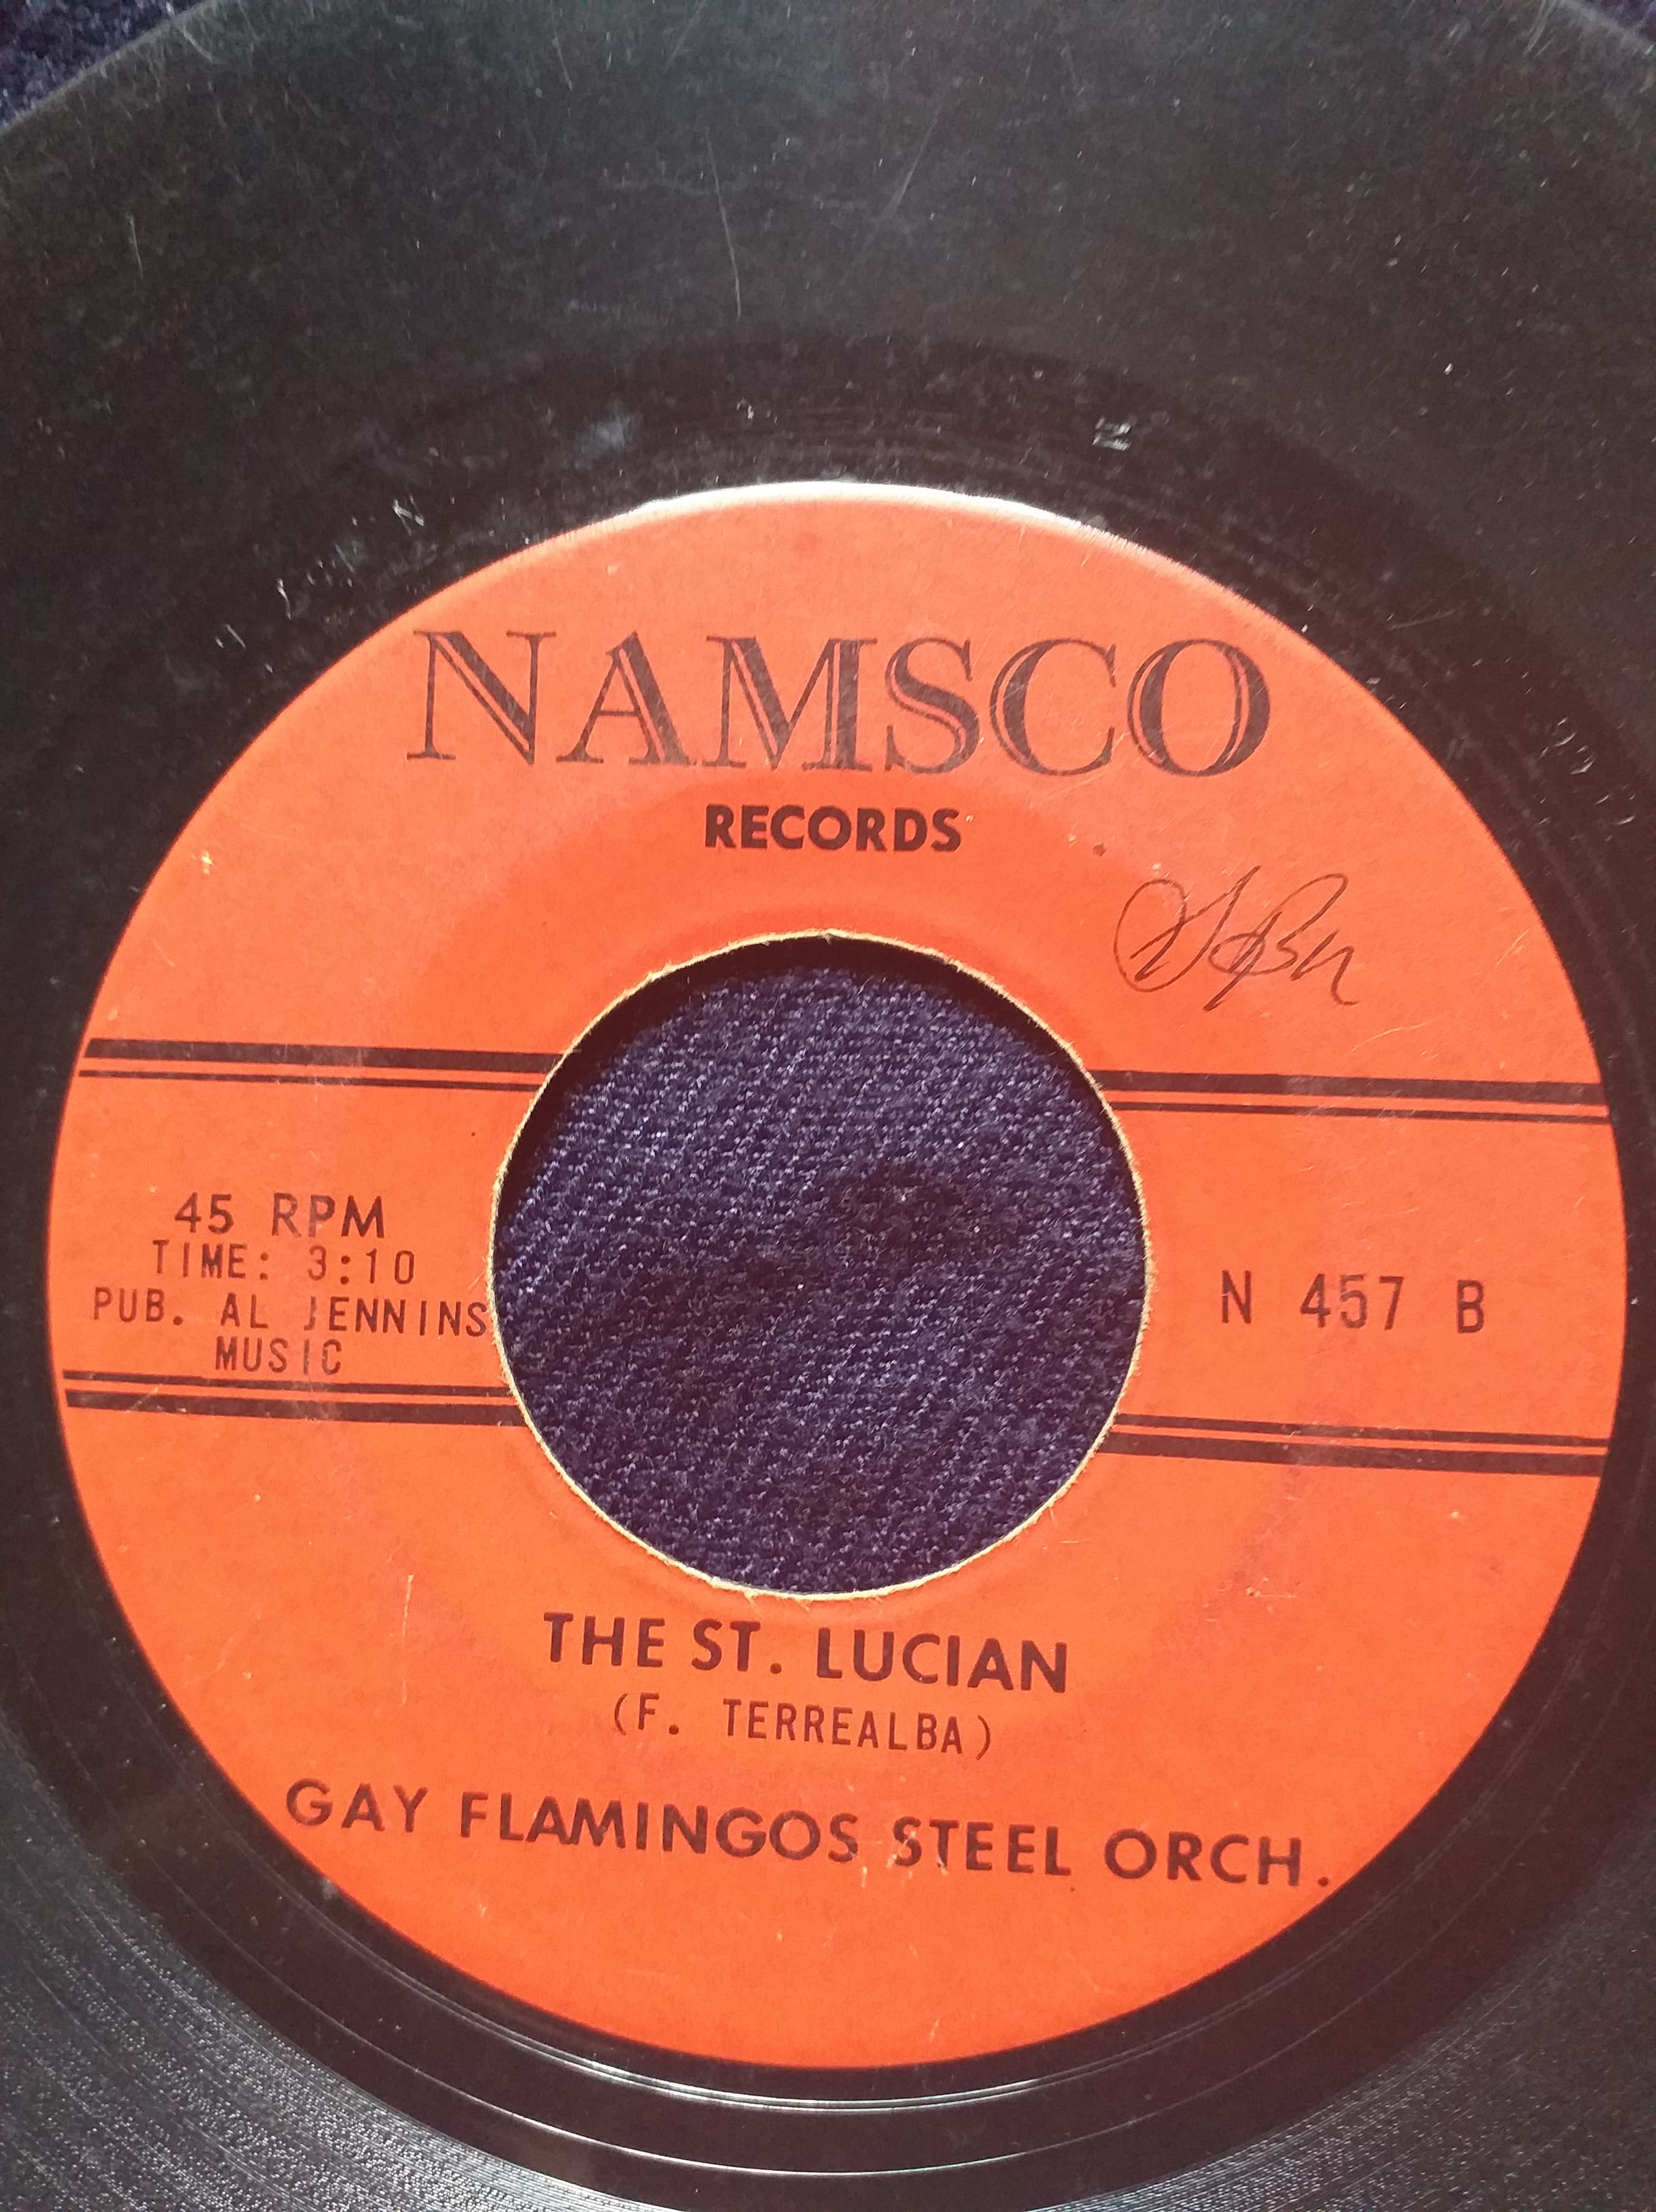 NAMSCO
RECORDS
45 RPM
TIME: 3:10
PUB. AL JENNINS
MUSIC
N 457 B
THE ST. LUCIAN
(F. TERREALBA)
GAY FLAMINGOS STEEL ORCH.